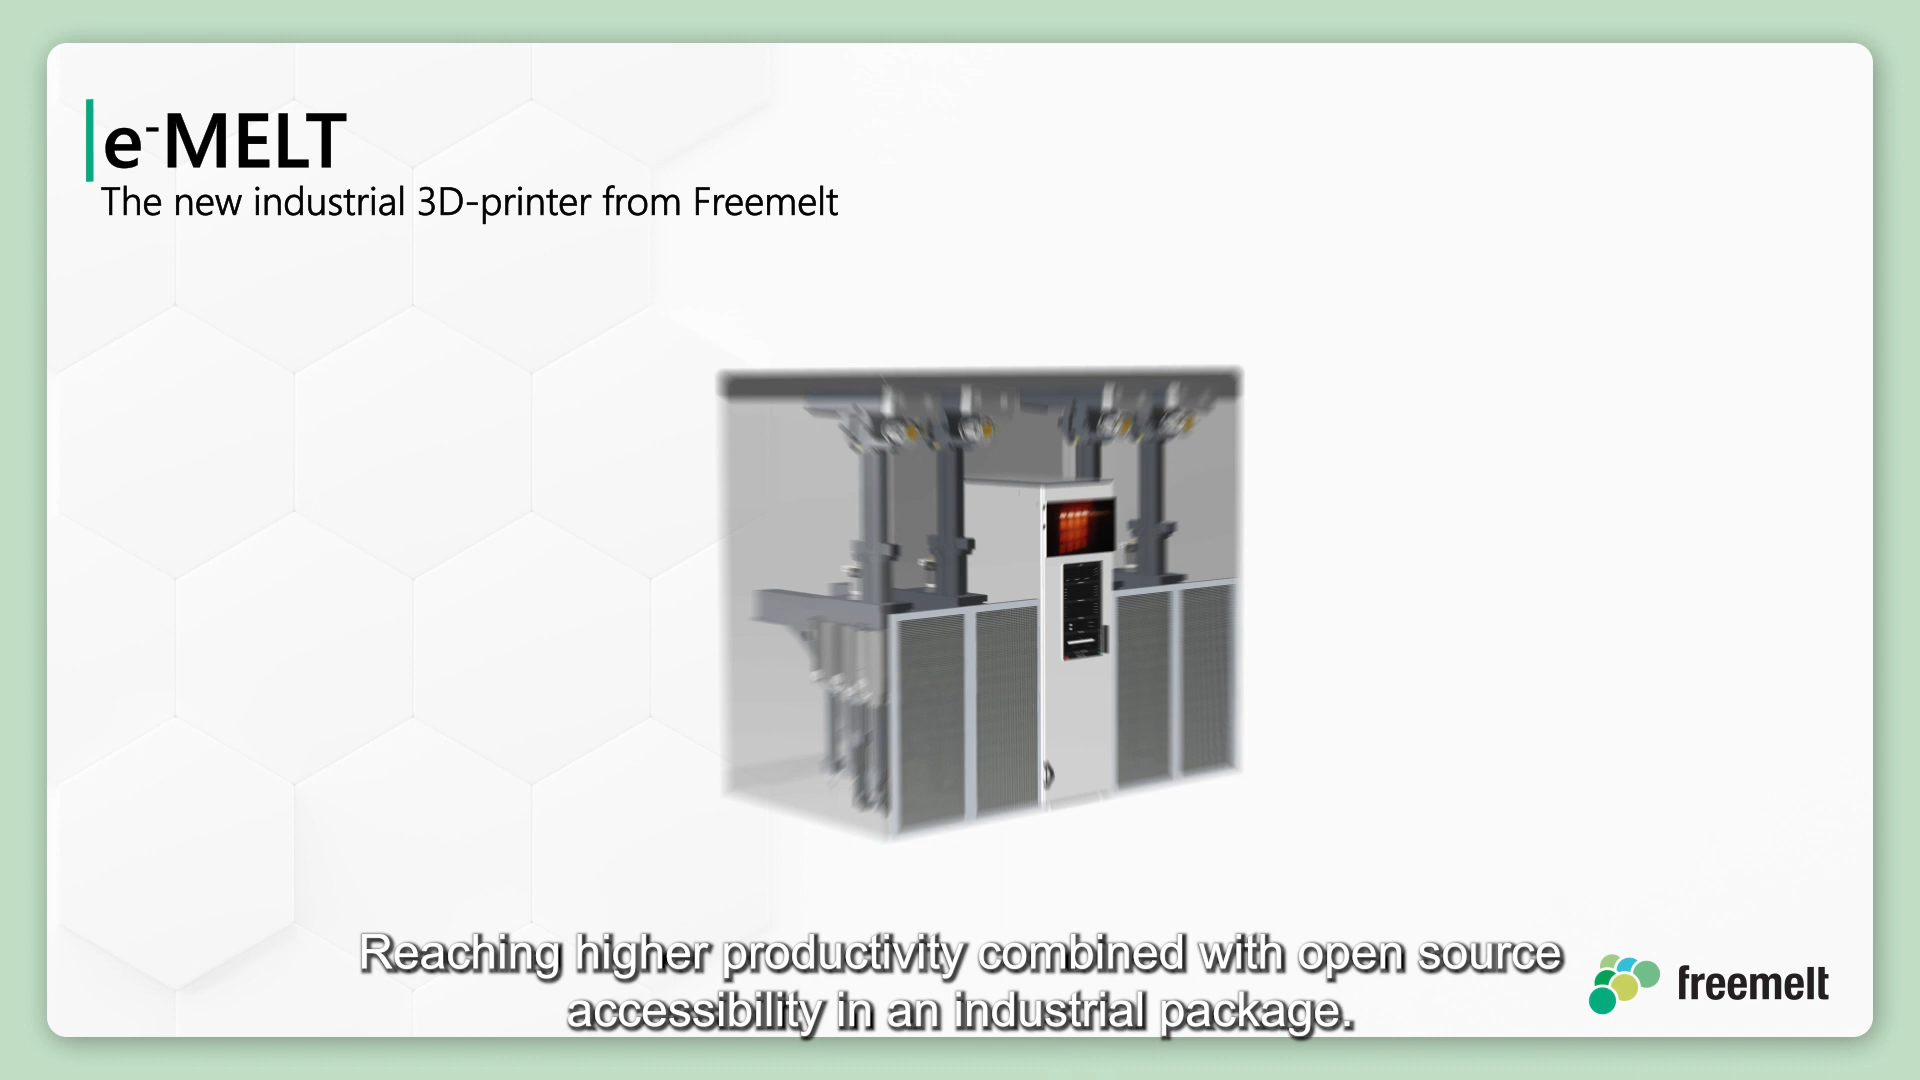 e-MELT
The new industrial 3D-printer from Freemelt
Reaching higher productivity combined with open source
accessibility in an industrial package.
freemelt